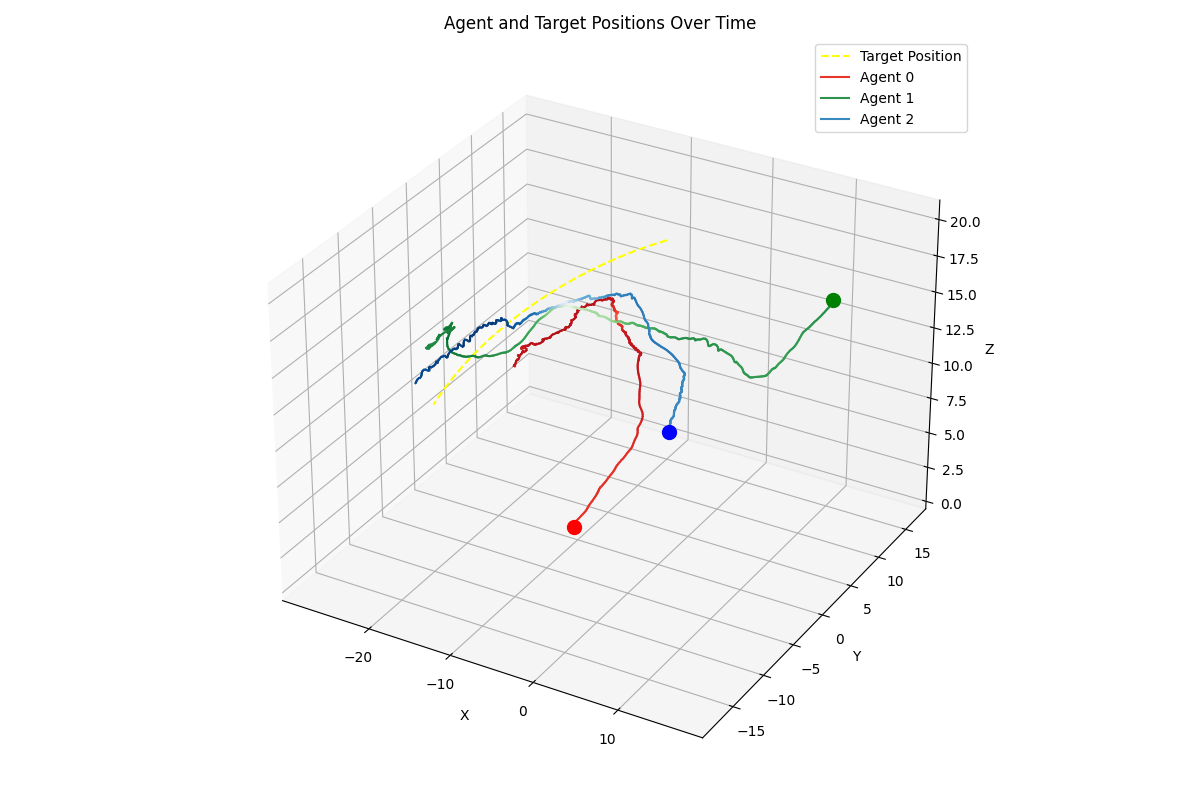 Agent and Target Positions Over Time
Target Position
Agent 0
Agent 1
Agent 2
20.0
17.5
15.0
12.5
Z
10.0
7.5
5.0
2.5
0.0
15
10
5
0
Y
−5
−10
−15
−20
−10
X
0
10